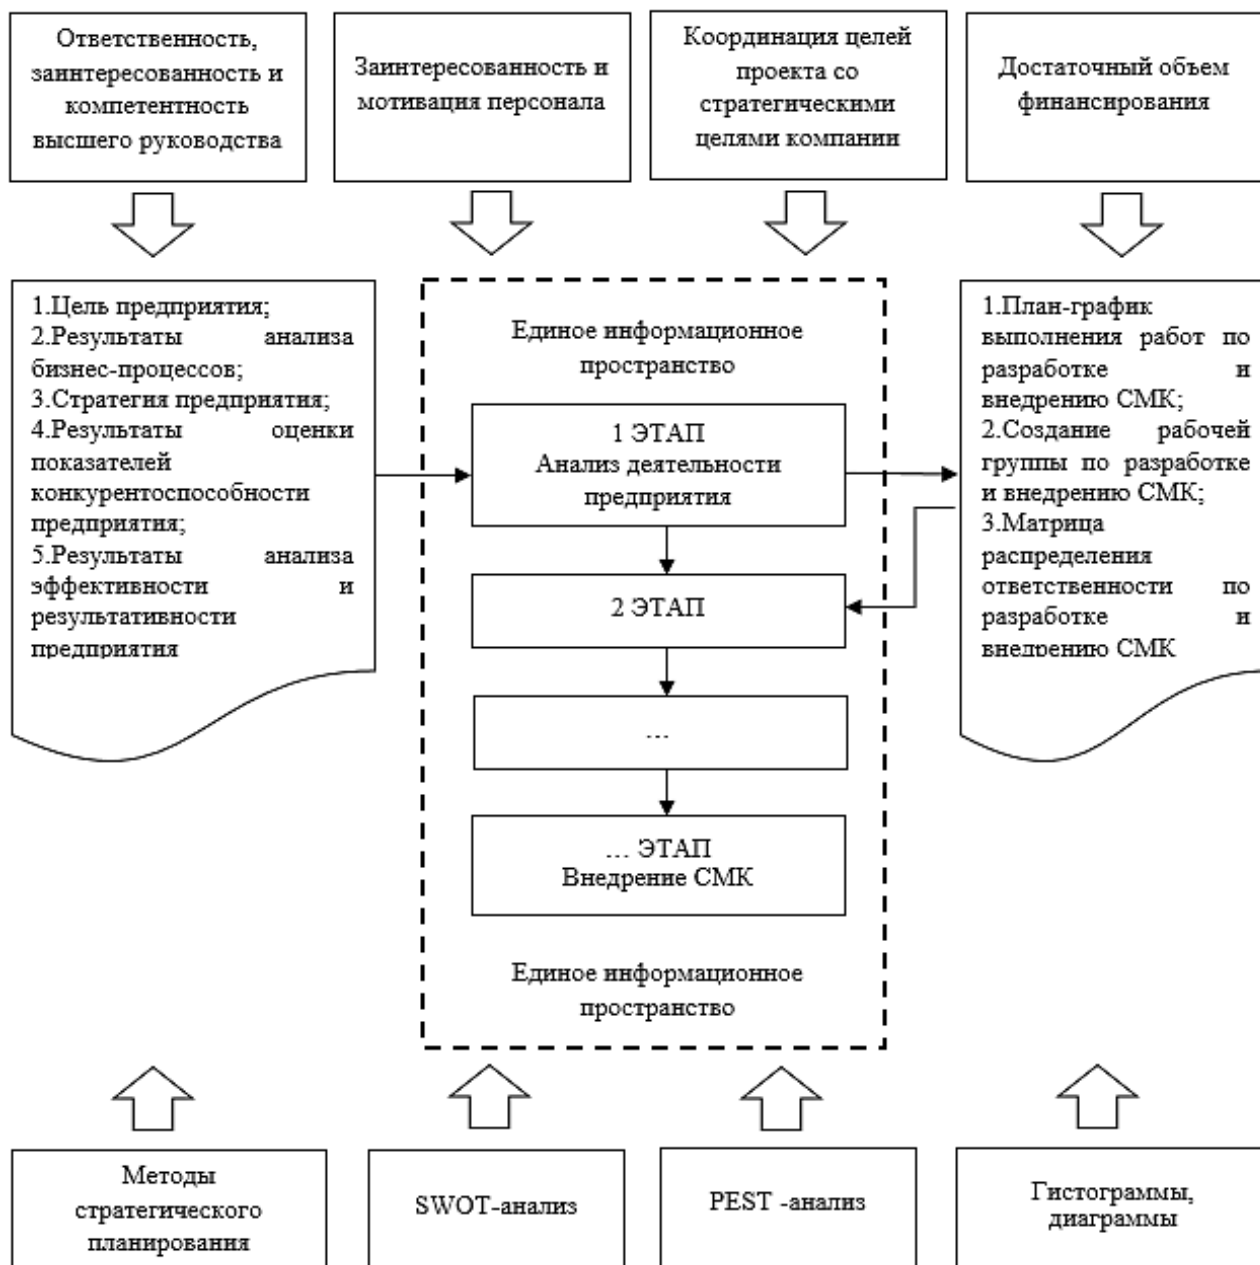 Ответственность,
заинтересованность и
компетентность
высшего руководства
Заинтересованность и
мотивация персонала
Координация целей
проекта со
стратегическими
целями компании
Достаточный объем
финансирования
1.Цель предприятия;
2.Результаты анализа
бизнес-процессов;
3.Стратегия предприятия;
4.Результаты оценки
показателей
конкурентоспособности
предприятия;
5.Результаты анализа
эффективности и
результативности
предприятия
Единое информационное
пространство
1 ЭТАП
Анализ деятельности
предприятия
2 ЭТАП
...
... ЭТАП
Внедрение СМК
Единое информационное
пространство
1.План-график
выполнения работ по
разработке и
внедрению СМК;
2.Создание рабочей
группы по разработке
и внедрению СМК;
3.Матрица
распределения
ответственности по
разработке и
внедрению СМК
Методы
стратегического
планирования
SWOT-анализ
PEST -анализ
Гистограммы,
диаграммы